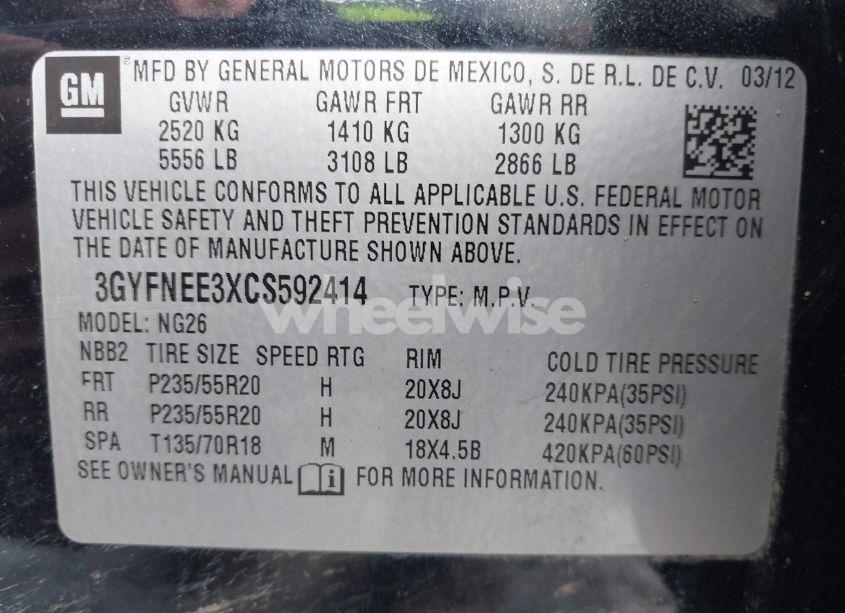 GM ® MFD BY GENERAL MOTORS DE MEXICO, S. DE R.L. DE C.V. 03/12
GVWR GAWR FRT GAWR RR
2520 KG 1410 KG 1300 KG
5556 LB 3108 LB 2866 LB
THIS VEHICLE CONFORMS TO ALL APPLICABLE U.S. FEDERAL MOTOR
VEHICLE SAFETY AND THEFT PREVENTION STANDARDS IN EFFECT ON
THE DATE OF MANUFACTURE SHOWN ABOVE.
3GYFNEE3XCS592414 TYPE: M.P.V.
wheelwise
MODEL: NG26
NBB2 TIRE SIZE SPEED RTG RIM COLD TIRE PRESSURE
FRT P235/55R20 H 20X8J 240KPA(35PSI)
RR P235/55R20 H 20X8J 240KPA(35PSI)
SPA T135/70R18 M 18X4.5B 420KPA(60PSI)
SEE OWNER'S MANUAL i FOR MORE INFORMATION.